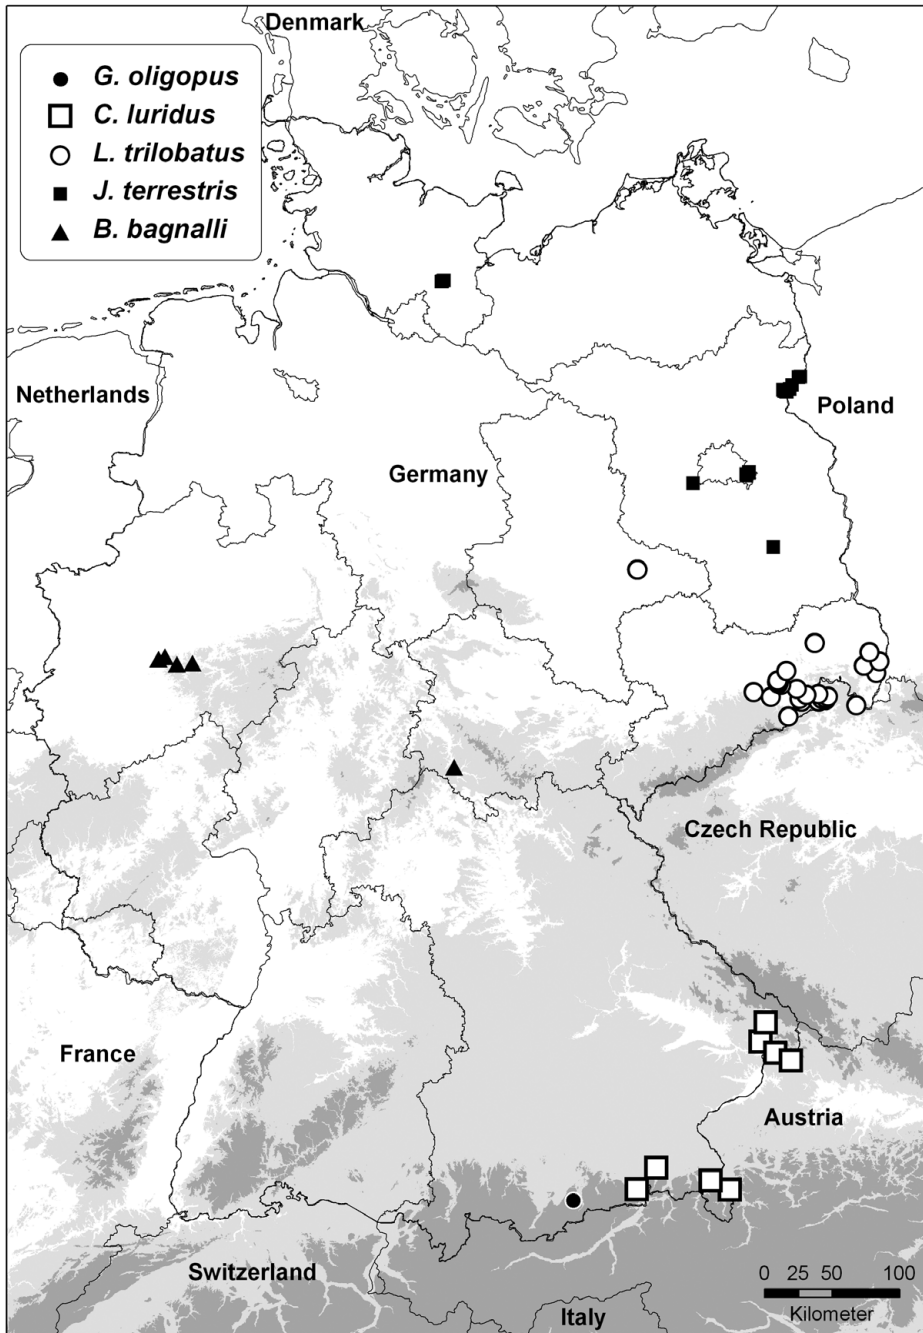 Denmark
G. oligopus
C. luridus
L. trilobatus
J. terrestris
B. bagnalli
Netherlands
Poland
Germany
Czech Republic
France
Austria
Switzerland
Italy
0 25 50 100
Kilometer